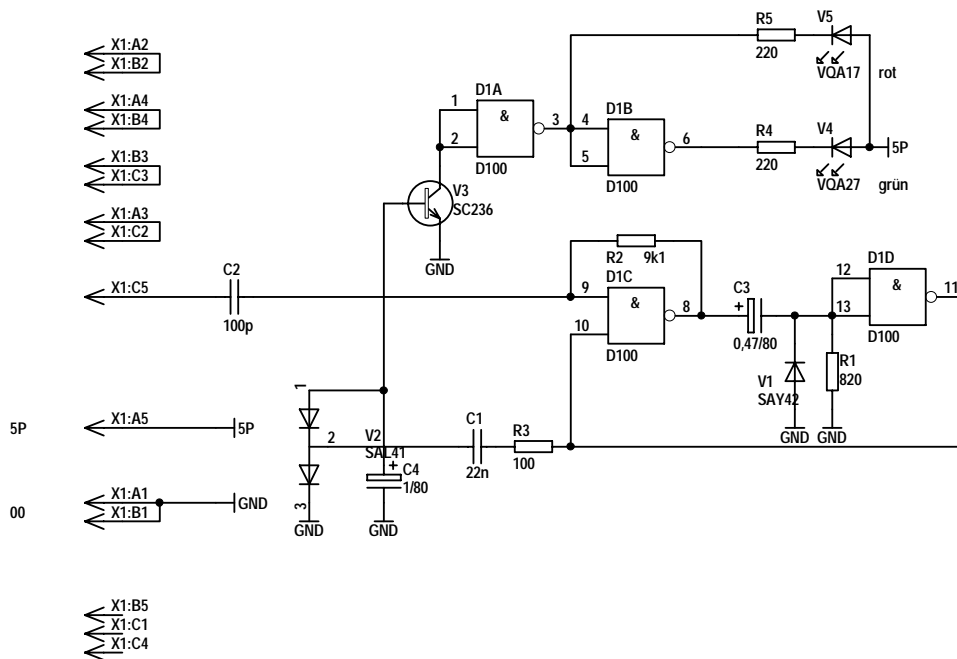 X1:A2
X1:B2
X1:A4
X1:B4
X1:B3
X1:C3
X1:A3
X1:C2
X1:C5
C2
100p
5P
X1:A5
5P
00
X1:A1
X1:B1
GND
X1:B5
X1:C1
X1:C4
D1A
1
2
&
3
D100
V3
SC236
GND
D1B
4
5
&
6
D100
R5
220
V5
VQA17
rot
R4
220
V4
VQA27
grün
5P
R2
9k1
D1C
9
10
&
8
D100
C3
+
0,47/80
V1
SAY42
GND
R1
820
GND
D1D
12
13
&
11
D100
1
2
3
GND
V2
SAL41
+
C4
1/80
GND
C1
22n
R3
100